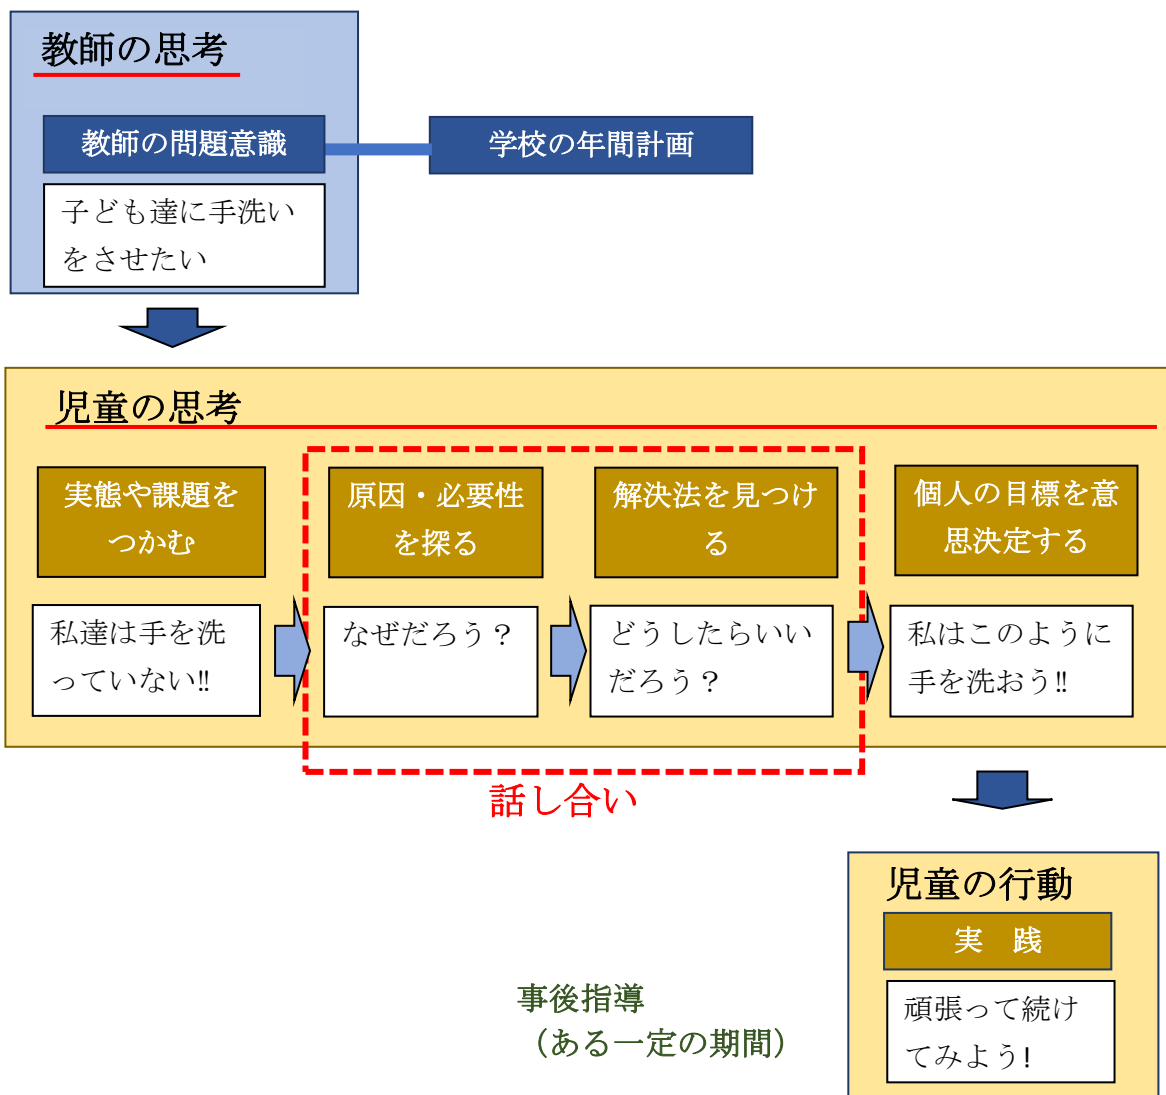 教師の思考
教師の問題意識
学校の年間計画
子ども達に手洗い
をさせたい
児童の思考
実態や課題を
つかむ
原因・必要性
を探る
解決法を見つけ
る
個人の目標を意
思決定する
私達は手を洗
っていない‼
なぜだろう？
どうしたらいい
だろう？
私はこのように
手を洗おう‼
話し合い
児童の行動
実　践
頑張って続け
てみよう!
事後指導
（ある一定の期間）